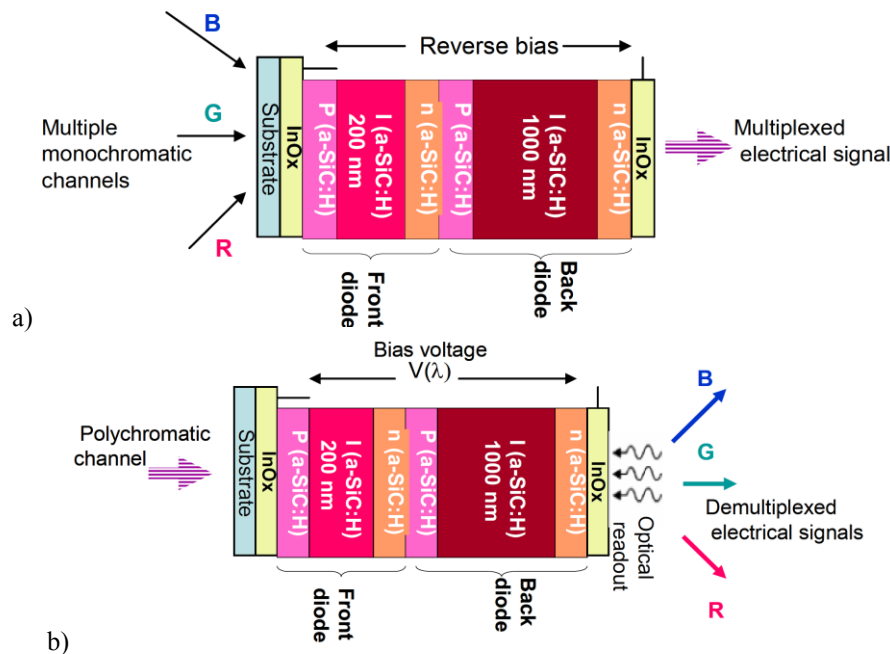 B
Reverse bias
G
Multiple
monochromatic
channels
R
Substrate
InOx
P (a-SiC:H)
I (a-SiC:H)
200 nm
n (a-SiC:H)
P (a-SiC:H)
I (a-SiC:H)
1000 nm
n (a-SiC:H)
InOx
Multiplexed
electrical signal
Front
diode
Back
diode
a)
Bias voltage
V(λ)
Polychromatic
channel
Substrate
InOx
P (a-SiC:H)
I (a-SiC:H)
200 nm
n (a-SiC:H)
P (a-SiC:H)
I (a-SiC:H)
1000 nm
n (a-SiC:H)
InOx
Optical
readout
B
G
Demultiplexed
electrical signals
R
Front
diode
Back
diode
b)